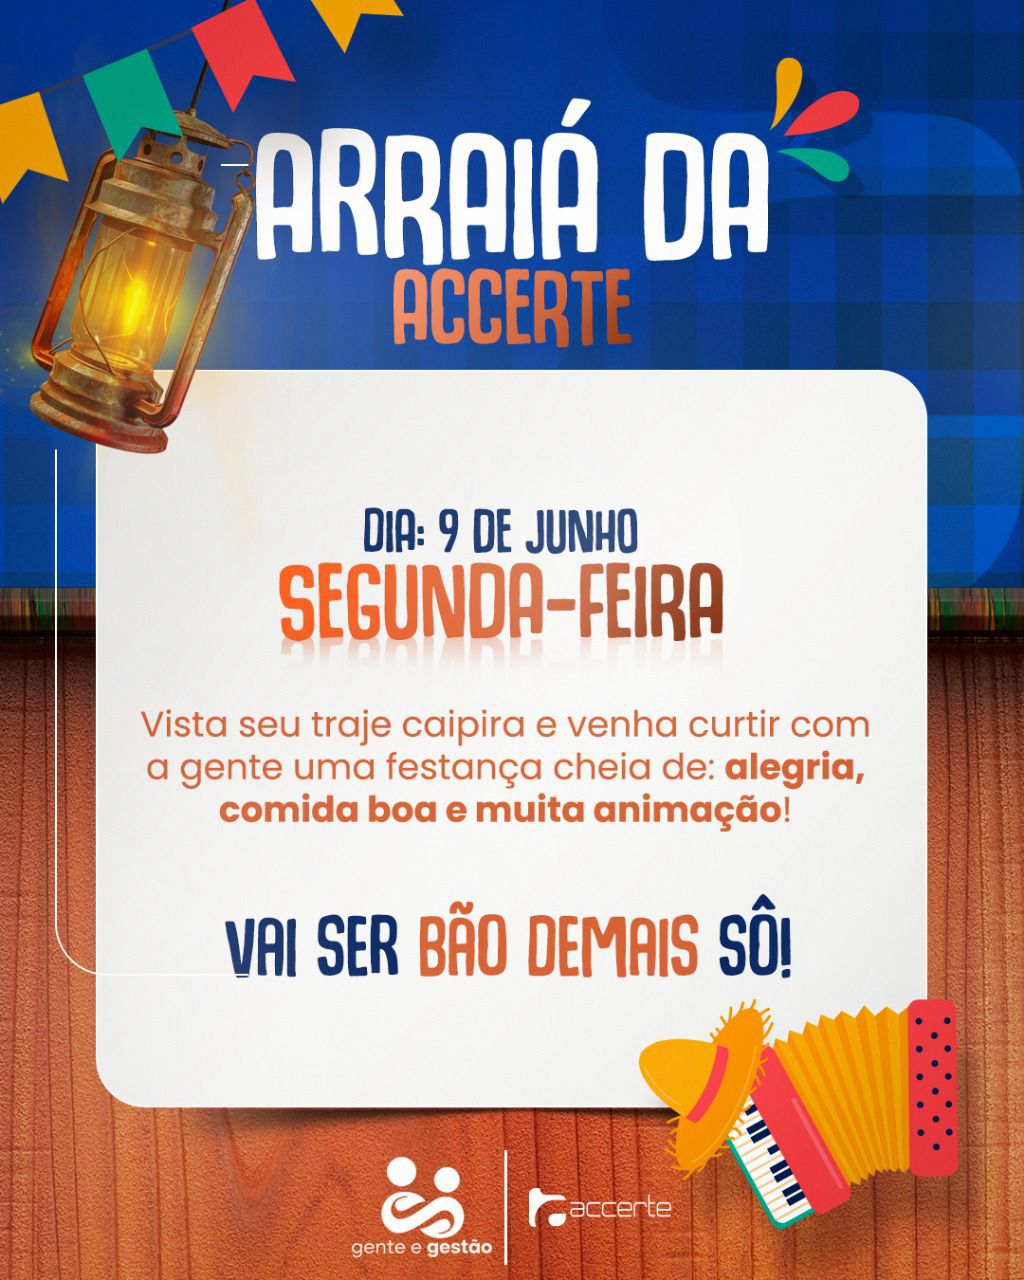 ARRAIÁ DA
ACCERTE
DIA: 9 DE JUNHO
SEGUNDA-FEIRA
Vista seu traje caipira e venha curtir com
a gente uma festança cheia de: alegria,
comida boa e muita animação!
VAI SER BÃO DEMAIS SÔ!
gente e gestão
accerte